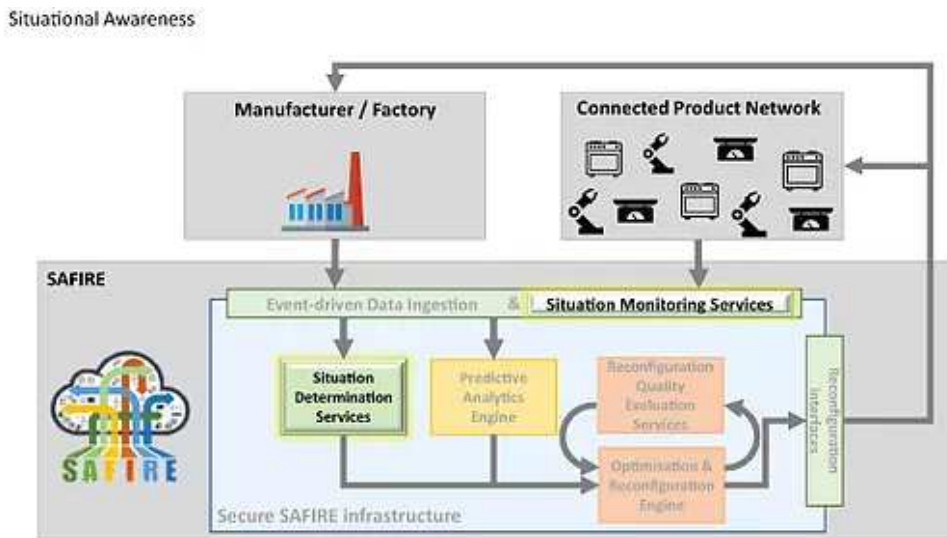 Situational Awareness
Manufacturer / Factory
Connected Product Network
SAFIRE
Event-driven Data Ingestion & Situation Monitoring Services
Situation
Determination
Services
Predictive
Analytics
Engine
Reconfiguration
Quality
Evaluation
Services
Reconfiguration
Interfaces
SAFIRE
Optimisation &
Reconfiguration
Engine
Secure SAFIRE infrastructure